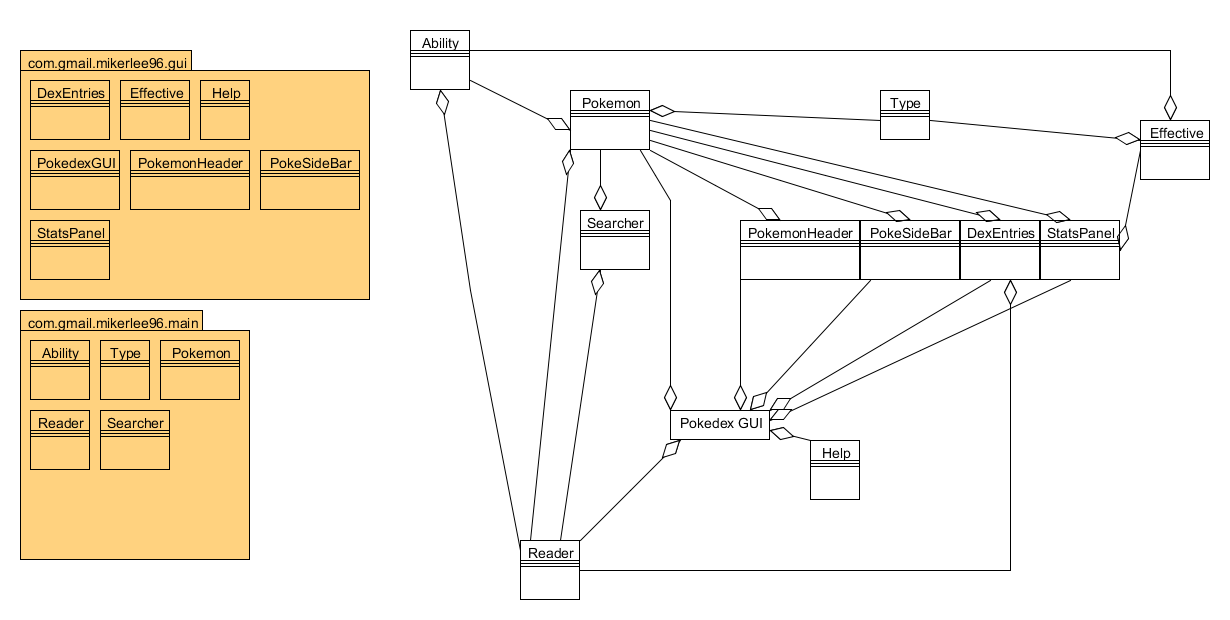 com.gmail.mikerlee96.gui
DexEntries
Effective
Help
PokedexGUI
PokemonHeader
PokeSideBar
StatsPanel
com.gmail.mikerlee96.main
Ability
Type
Pokemon
Reader
Searcher
Ability
Pokemon
Type
Effective
Searcher
PokemonHeader
PokeSideBar
DexEntries
StatsPanel
Pokedex GUI
Help
Reader